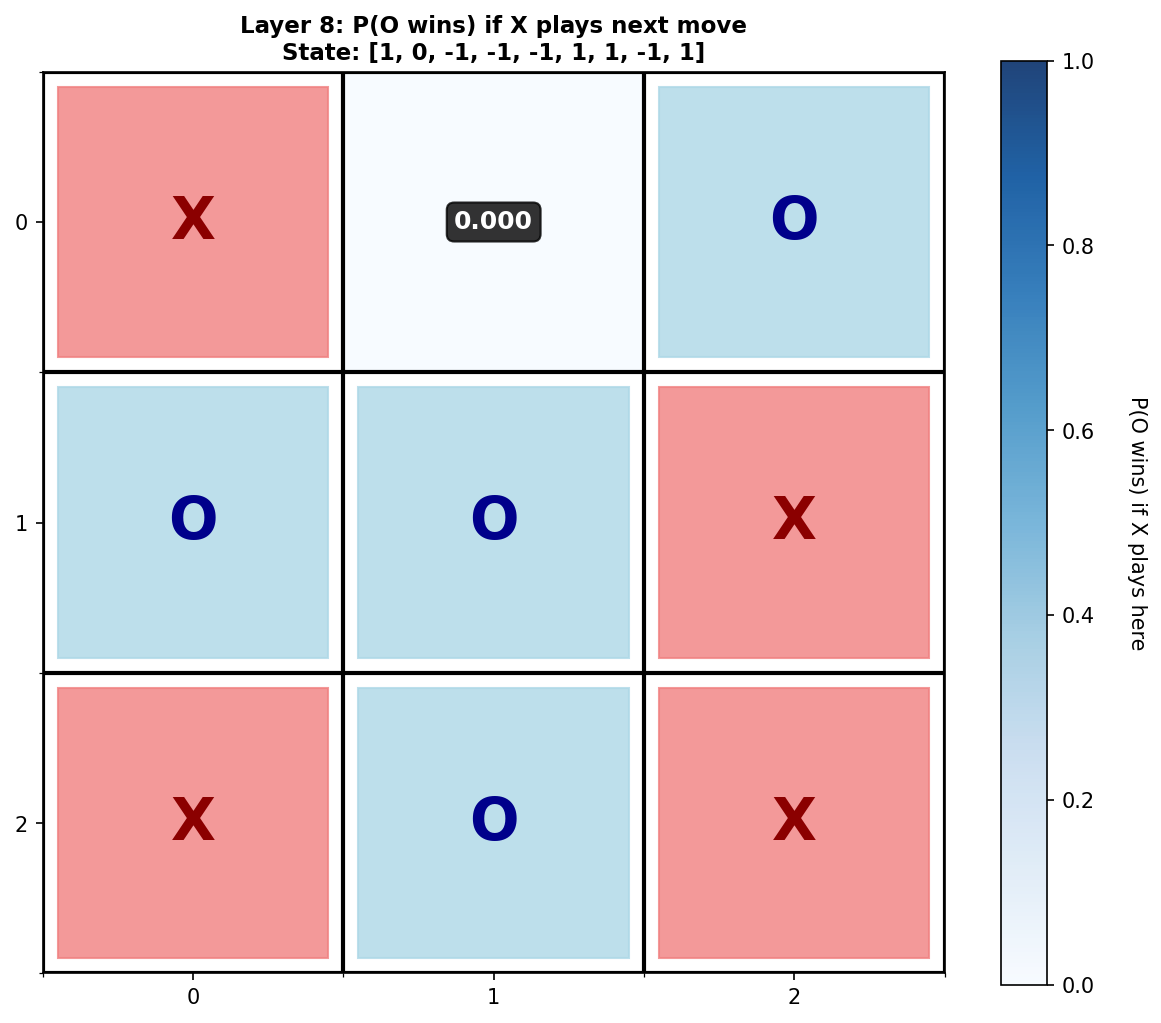 Layer 8: P(O wins) if X plays next move
State: [1, 0, -1, -1, -1, 1, 1, -1, 1]
X
0.000
O
O
O
X
X
O
X
0
1
2
0
1
2
1.0
0.8
0.6
0.4
0.2
0.0
P(O wins) if X plays here